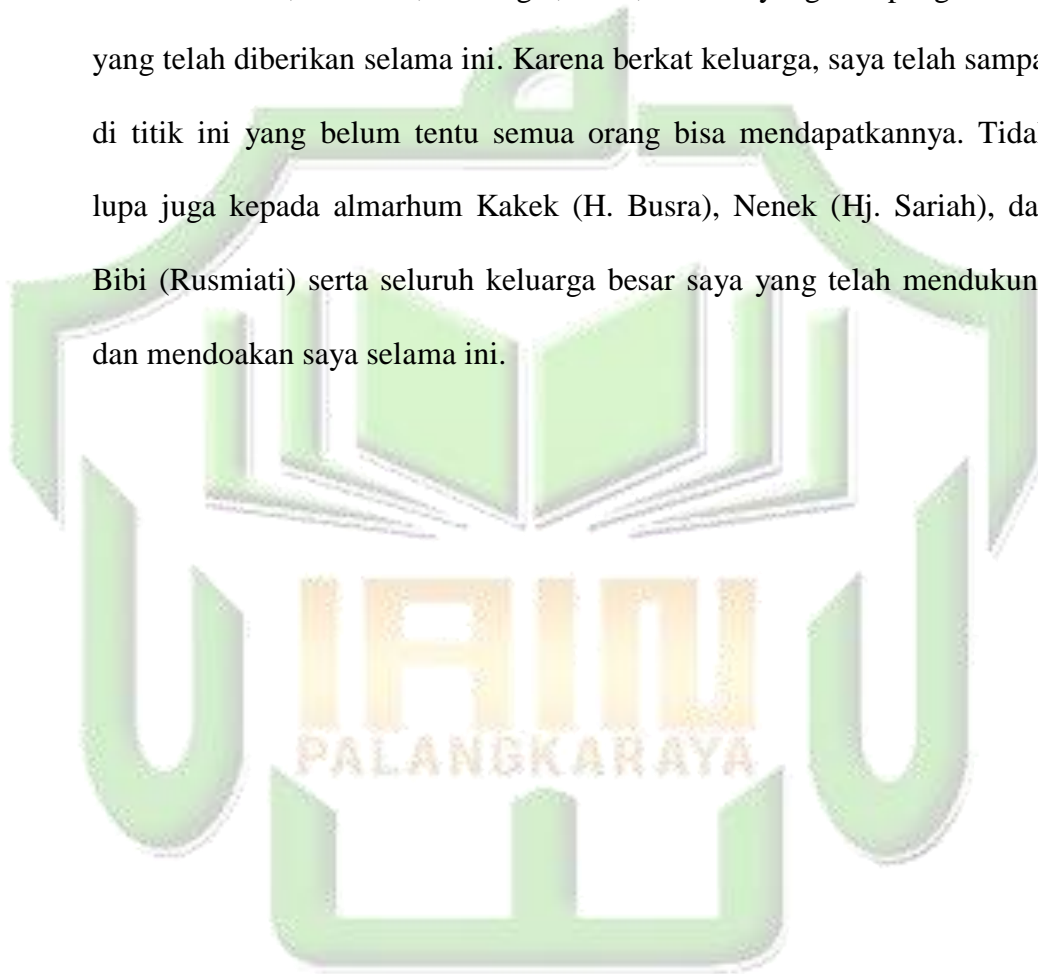 yang telah diberikan selama ini. Karena berkat keluarga, saya telah sampa
di titik ini yang belum tentu semua orang bisa mendapatkannya. Tida
lupa juga kepada almarhum Kakek (H. Busra), Nenek (Hj. Sariah), da
Bibi (Rusmiati) serta seluruh keluarga besar saya yang telah mendukun
dan mendoakan saya selama ini.
IAIN
PALANGKARAYA